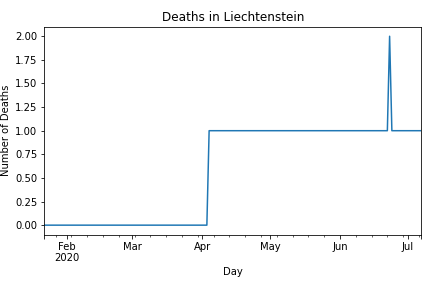 Deaths in Liechtenstein
Number of Deaths
2.00
1.75
1.50
1.25
1.00
0.75
0.50
0.25
0.00
Feb
2020
Mar
Apr
May
Jun
Jul
Day